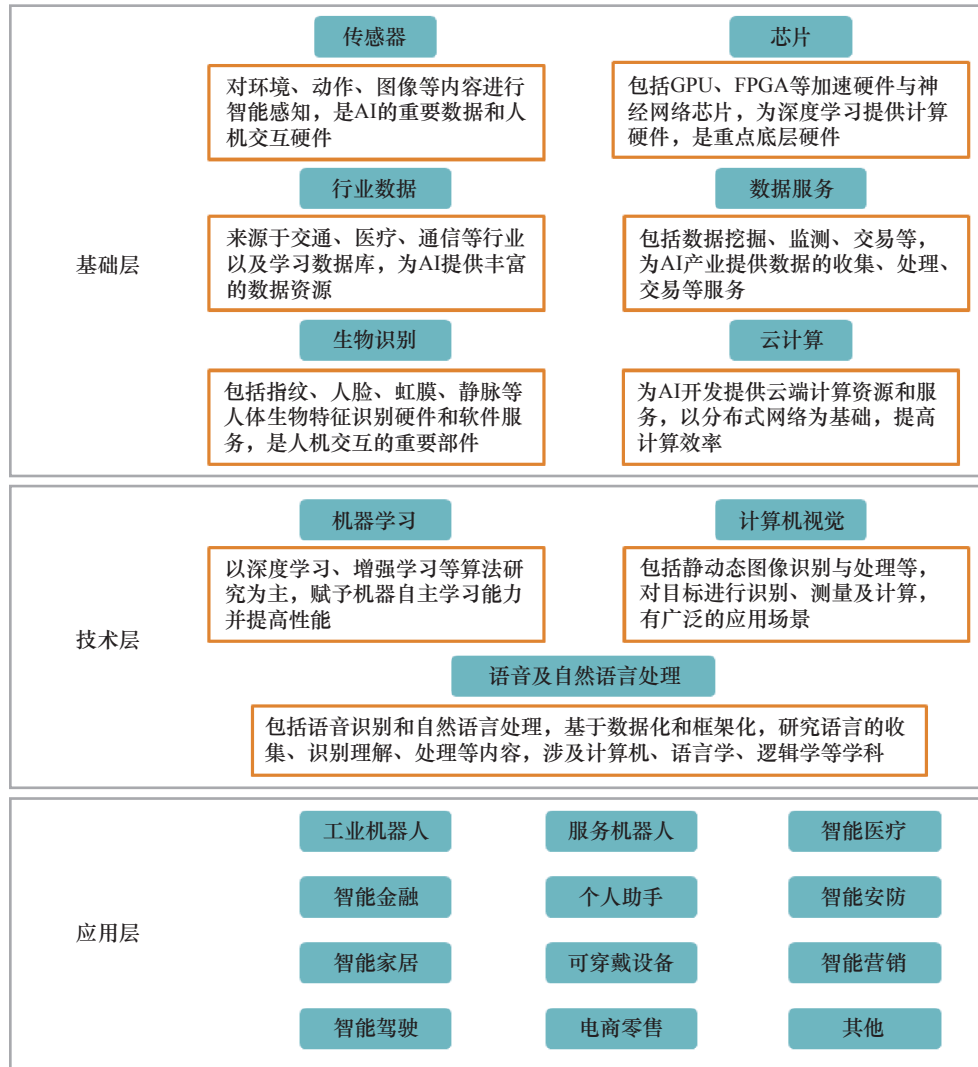 基础层
传感器
对环境、动作、图像等内容进行
智能感知，是AI的重要数据和人
机交互硬件
芯片
包括GPU、FPGA等加速硬件与神
经网络芯片，为深度学习提供计算
硬件，是重点底层硬件
行业数据
来源于交通、医疗、通信等行业
以及学习数据库，为AI提供丰富
的数据资源
数据服务
包括数据挖掘、监测、交易等，
为AI产业提供数据的收集、处理、
交易等服务
生物识别
包括指纹、人脸、虹膜、静脉等
人体生物特征识别硬件和软件服
务，是人机交互的重要部件
云计算
为AI开发提供云端计算资源和服
务，以分布式网络为基础，提高
计算效率
技术层
机器学习
以深度学习、增强学习等算法研
究为主，赋予机器自主学习能力
并提高性能
计算机视觉
包括静动态图像识别与处理等，
对目标进行识别、测量及计算，
有广泛的应用场景
语音及自然语言处理
包括语音识别和自然语言处理，基于数据化和框架化，研究语言的收
集、识别理解、处理等内容，涉及计算机、语言学、逻辑学等学科
应用层
工业机器人
服务机器人
智能医疗
智能金融
个人助手
智能安防
智能家居
可穿戴设备
智能营销
智能驾驶
电商零售
其他